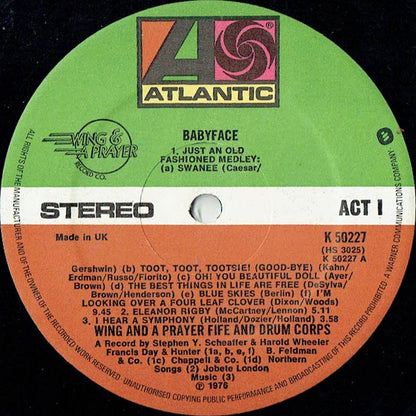 ATLANTIC
BABYFACE
WING &
A PRAYER
RECORD CO.
1. JUST AN OLD
FASHIONED MEDLEY:
(a) SWANEE (Caesar/
STEREO
ACT I
Made in UK
K 50227
(HS 3025)
K 50227 A
Gershwin) (b) TOOT, TOOT, TOOTSIE! (GOOD-BYE) (Kahn/
Erdman/Russo/Fiorito) (c) OH! YOU BEAUTIFUL DOLL (Ayer/
Brown) (d) THE BEST THINGS IN LIFE ARE FREE (DeSylva/
Brown/Henderson) (e) BLUE SKIES (Berlin) (f) I'M
LOOKING OVER A FOUR LEAF CLOVER (Dixon/Woods)
9.45 2. ELEANOR RIGBY (McCartney/Lennon) 5.11
3. I HEAR A SYMPHONY (Holland/Dozier/Holland) 3.58
WING AND A PRAYER FIFE AND DRUM CORPS
A Record by Stephen Y. Scheaffer & Harold Wheeler
Francis Day & Hunter (1a, b, e, f) B. Feldman
& Co. (1c) Chappell & Co. (1d) Northern
Songs (2) Jobete London
Music (3)
℗ 1976
ALL RIGHTS OF THE MANUFACTURER AND OF THE OWNER OF THE RECORDED WORK RESERVED. UNAUTHORISED COPYING PUBLIC PERFORMANCE AND BROADCASTING OF THIS RECORD PROHIBITED.
A WARNER COMMUNICATIONS COMPANY